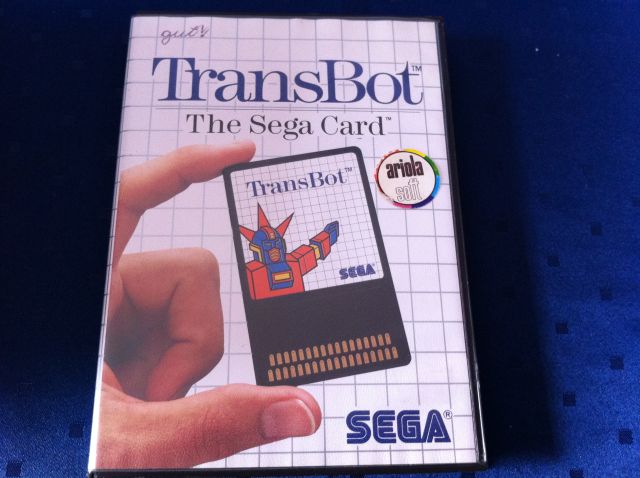 gut!
TransBot™
The Sega Card™
ariola
soft
TransBot™
SEGA
SEGA®